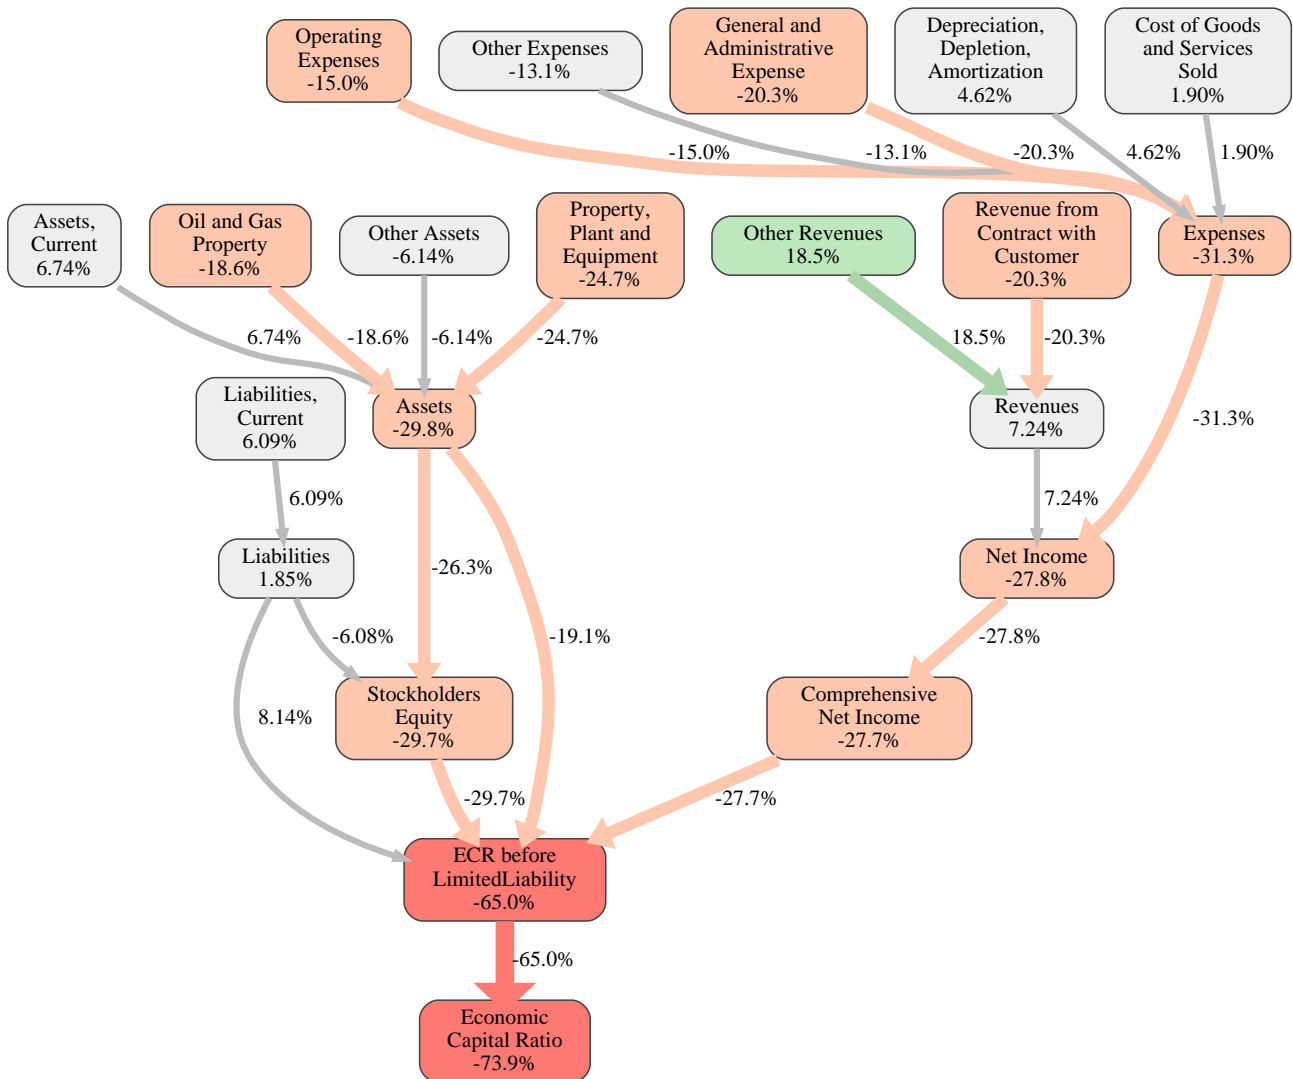 Operating
Expenses
-15.0%
Other Expenses
-13.1%
General and
Administrative
Expense
-20.3%
Depreciation,
Depletion,
Amortization
4.62%
Cost of Goods
and Services
Sold
1.90%
-15.0%
-13.1%
-20.3%
4.62%
1.90%
Assets,
Current
6.74%
Oil and Gas
Property
-18.6%
Other Assets
-6.14%
Property,
Plant and
Equipment
-24.7%
Other Revenues
18.5%
Revenue from
Contract with
Customer
-20.3%
Expenses
-31.3%
6.74%
-18.6%
-6.14%
-24.7%
18.5%
-20.3%
Liabilities,
Current
6.09%
Assets
-29.8%
Revenues
7.24%
-31.3%
6.09%
7.24%
Liabilities
1.85%
-26.3%
Net Income
-27.8%
-6.08%
-19.1%
-27.8%
8.14%
Stockholders
Equity
-29.7%
Comprehensive
Net Income
-27.7%
-29.7%
-27.7%
ECR before
LimitedLiability
-65.0%
-65.0%
Economic
Capital Ratio
-73.9%